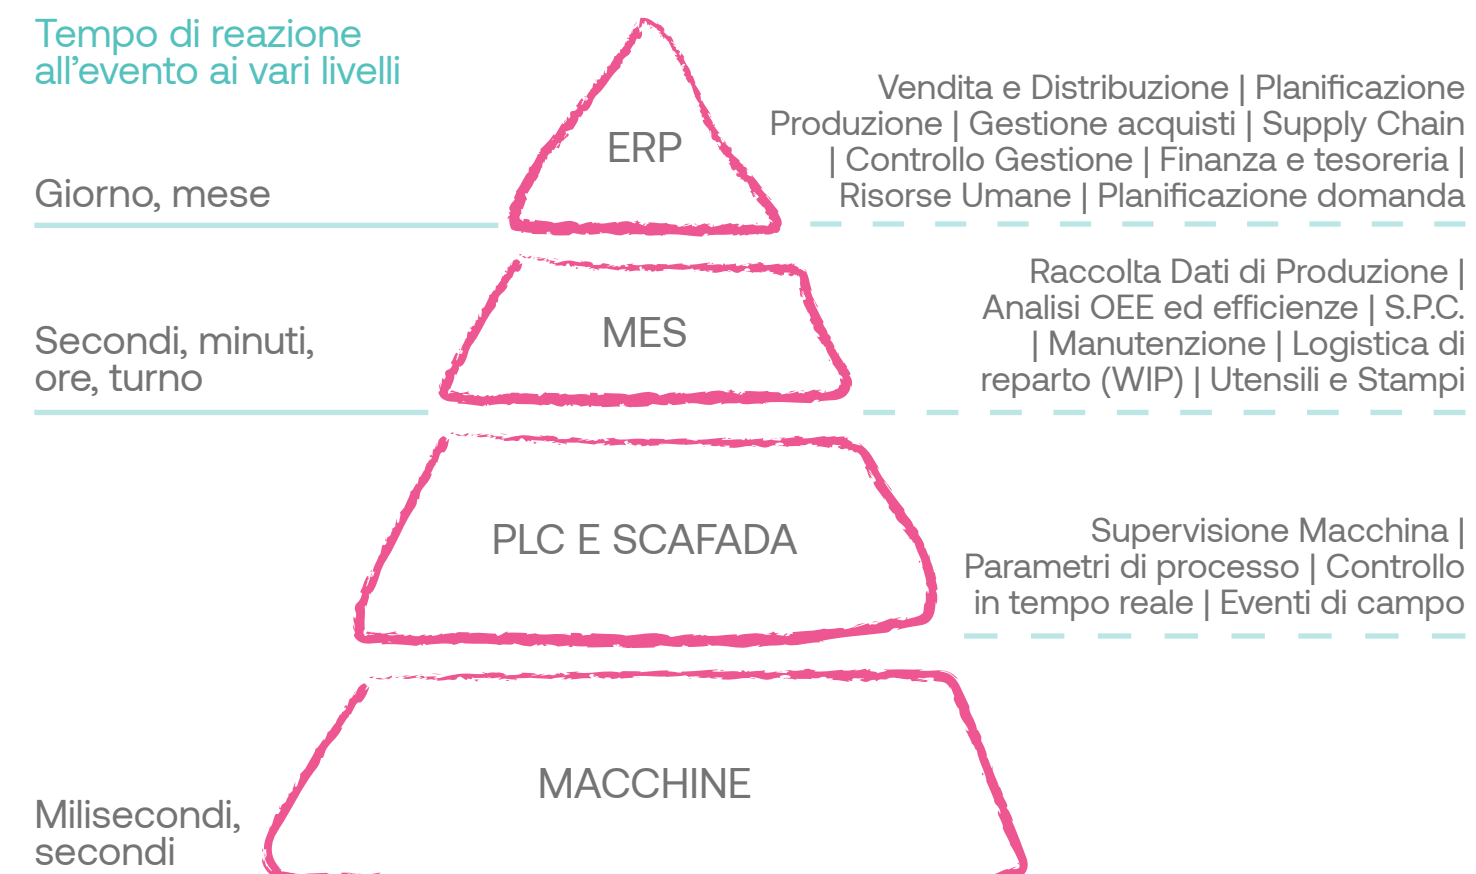 Tempo di reazione
all’evento ai vari livelli
Vendita e Distribuzione | Planificazione
Produzione | Gestione acquisti | Supply Chain
| Controllo Gestione | Finanza e tesoreria |
Risorse Umane | Planificazione domanda
ERP
Giorno, mese
Raccolta Dati di Produzione |
Analisi OEE ed efficienze | S.P.C.
| Manutenzione | Logistica di
reparto (WIP) | Utensili e Stampi
MES
Secondi, minuti,
ore, turno
PLC E SCAFADA
Supervisione Macchina |
Parametri di processo | Controllo
in tempo reale | Eventi di campo
MACCHINE
Milisecondi,
secondi